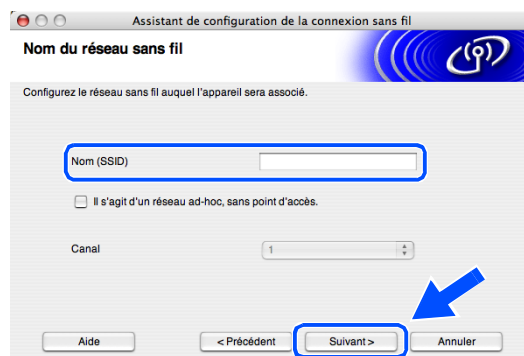 Assistant de configuration de la connexion sans fil
Nom du réseau sans fil
Configurez le réseau sans fil auquel l'appareil sera associé.
Nom (SSID)
Il s'agit d'un réseau ad-hoc, sans point d'accès.
Canal 1
Aide < Précédent Suivant > Annuler